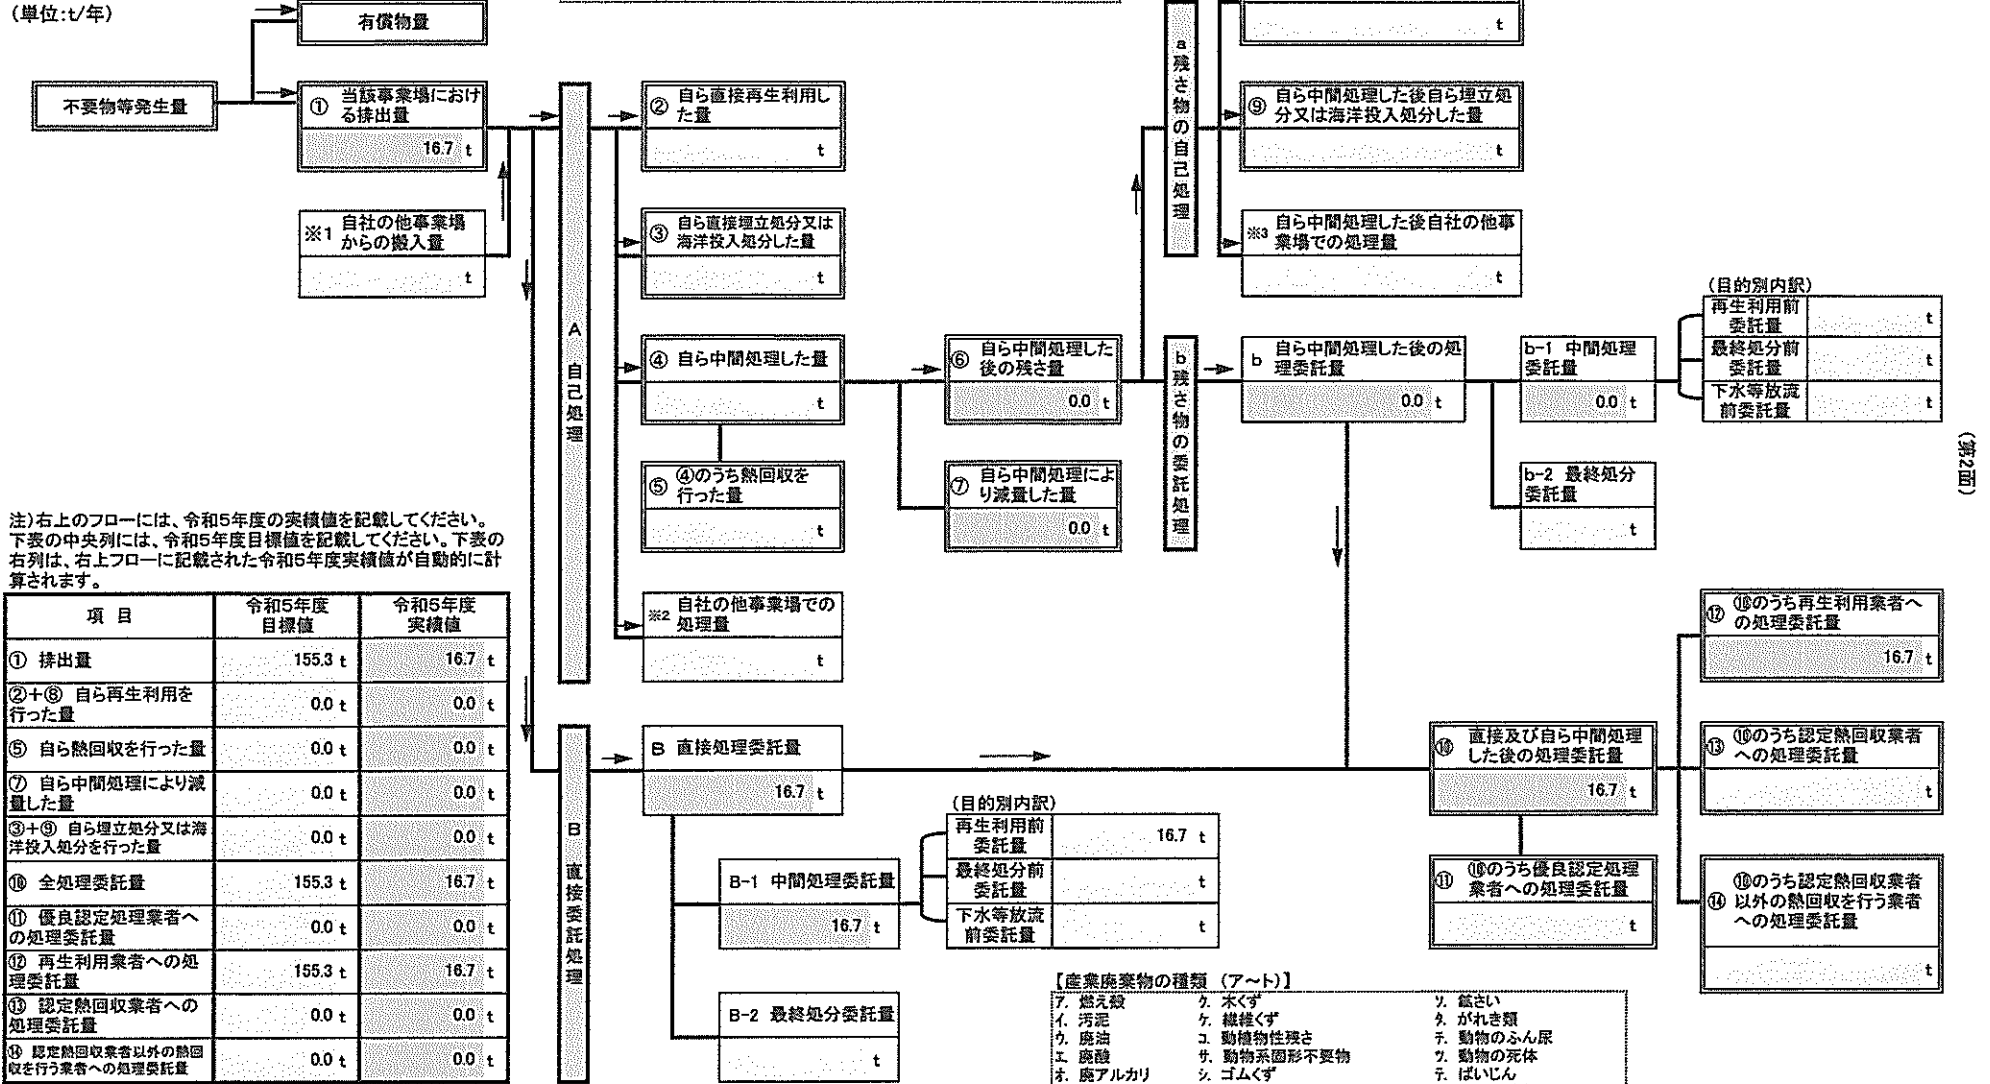 (単位:t/年)
有償物量
不要物等発生量
① 当該事業場におけ
る排出量
16.7 t
※1 自社の他事業場
からの搬入量
t
A 自己処理
② 自ら直接再生利用し
た量
t
③ 自ら直接埋立処分又は
海洋投入処分した量
t
④ 自ら中間処理した量
t
⑤ ④のうち熱回収を
行った量
t
※2 自社の他事業場での
処理量
t
⑥ 自ら中間処理した
後の残さ量
0.0 t
⑦ 自ら中間処理によ
り減量した量
0.0 t
a 残さ物の自己処理
t
⑨ 自ら中間処理した後自ら埋立処
分又は海洋投入処分した量
t
※3 自ら中間処理した後自社の他事
業場での処理量
t
b 残さ物の委託処理
b 自ら中間処理した後の処
理委託量
0.0 t
b-1 中間処理
委託量
0.0 t
b-2 最終処分
委託量
t
(目的別内訳)
再生利用前
委託量 t
最終処分前
委託量 t
下水等放流
前委託量 t
(第2面)
注)右上のフローには、令和5年度の実績値を記載してください。
下表の中央列には、令和5年度目標値を記載してください。下表の
右列は、右上フローに記載された令和5年度実績値が自動的に計
算されます。
項 目 令和5年度 目標値 令和5年度 実績値
① 排出量 155.3 t 16.7 t
②+⑧ 自ら再生利用を
行った量 0.0 t 0.0 t
⑤ 自ら熱回収を行った量 0.0 t 0.0 t
⑦ 自ら中間処理により減
量した量 0.0 t 0.0 t
③+⑨ 自ら埋立処分又は海
洋投入処分を行った量 0.0 t 0.0 t
⑩ 全処理委託量 155.3 t 16.7 t
⑪ 優良認定処理業者へ
の処理委託量 0.0 t 0.0 t
⑫ 再生利用業者への処
理委託量 155.3 t 16.7 t
⑬ 認定熱回収業者への
処理委託量 0.0 t 0.0 t
⑭ 認定熱回収業者以外の熱回
収を行う業者への処理委託量 0.0 t 0.0 t
B 直接委託処理
B 直接処理委託量
16.7 t
B-1 中間処理委託量
16.7 t
B-2 最終処分委託量
t
(目的別内訳)
再生利用前
委託量 16.7 t
最終処分前
委託量 t
下水等放流
前委託量 t
⑩ 直接及び自ら中間処理
した後の処理委託量
16.7 t
⑪ ⑩のうち優良認定処理
業者への処理委託量
t
⑫ ⑩のうち再生利用業者へ
の処理委託量
16.7 t
⑬ ⑩のうち認定熱回収業者
への処理委託量
t
⑭ ⑩のうち認定熱回収業者
以外の熱回収を行う業者
への処理委託量
t
【産業廃棄物の種類 (ア~ト)】
ア. 燃え殻 ク. 木くず ソ. 鉱さい
イ. 汚泥 ケ. 繊維くず タ. がれき類
ウ. 廃油 コ. 動植物性残さ チ. 動物のふん尿
エ. 廃酸 サ. 動物系固形不要物 ツ. 動物の死体
オ. 廃アルカリ シ. ゴムくず テ. ばいじん